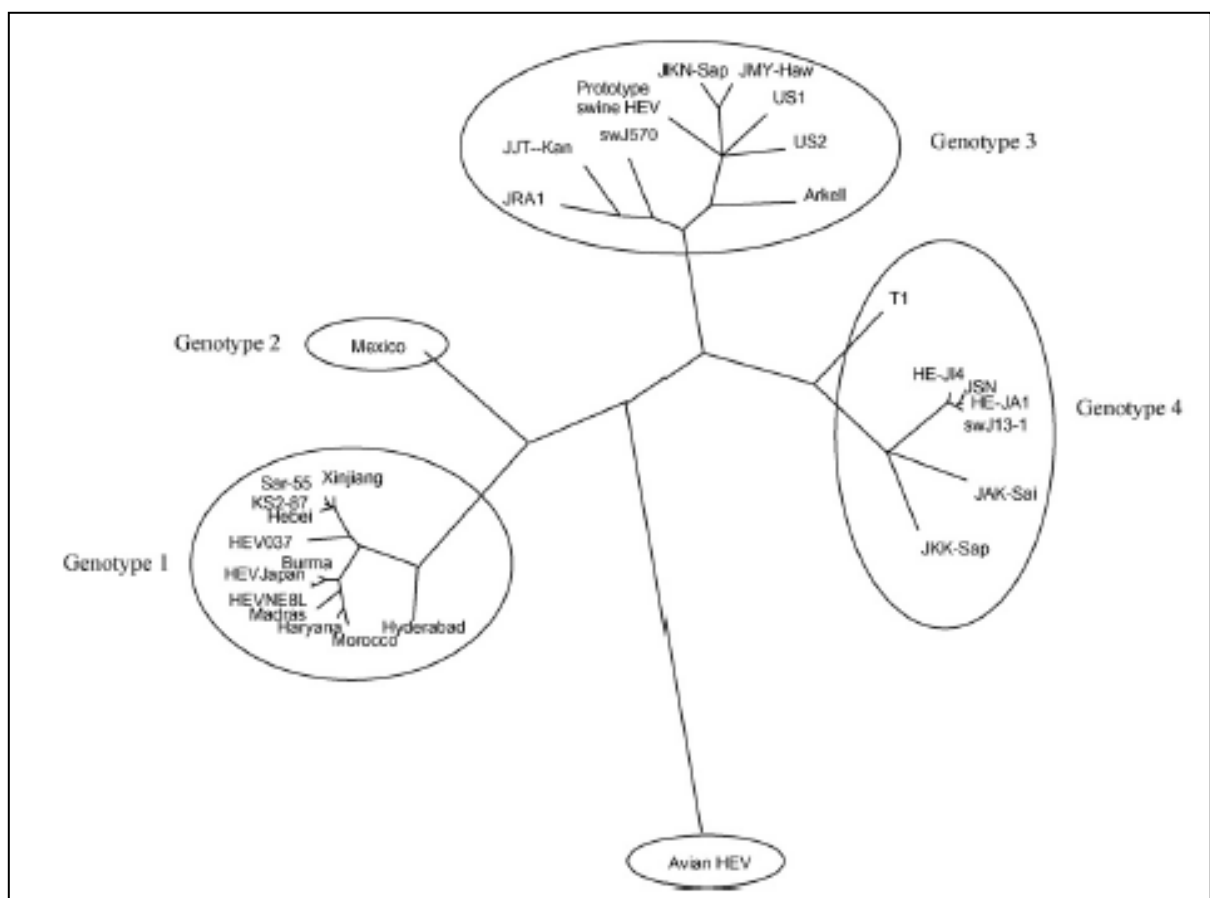 JKN-Sap JMY-Haw
Prototype
swine HEV
US1
swJ570
US2
JJT--Kan
Genotype 3
JRA1
Arkell
T1
Genotype 2
Mexico
HE-JI4
JSN
HE-JA1
Genotype 4
swJ13-1
Sar-55 Xinjiang
KS2-87
Hebei
JAK-Sai
HEV037
JKK-Sap
Genotype 1
Burma
HEVJapan
HEVNE8L
Madras
Haryana
Hyderabad
Morocco
Avian HEV